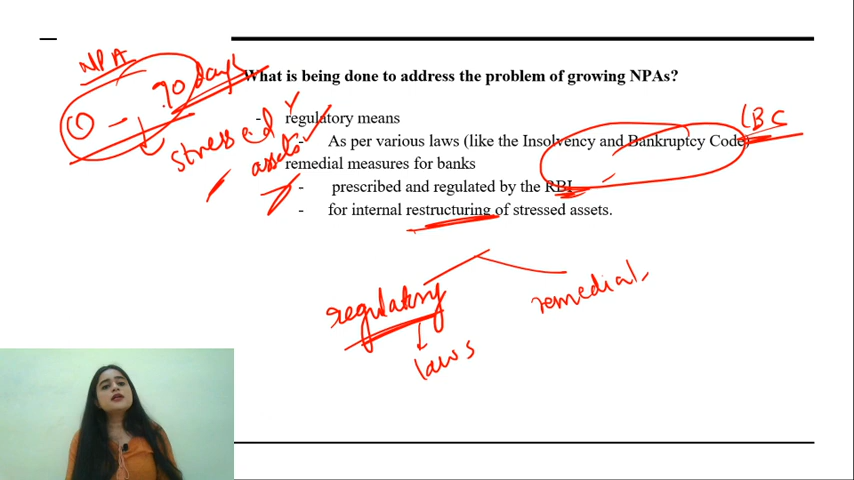 NPA
90 days
What is being done to address the problem of growing NPAs?
- regulatory means
- As per various laws (like the Insolvency and Bankruptcy Code)
IBC
stressed
assets
- remedial measures for banks
- prescribed and regulated by the RBI
- for internal restructuring of stressed assets.
regulatory
remedial
laws